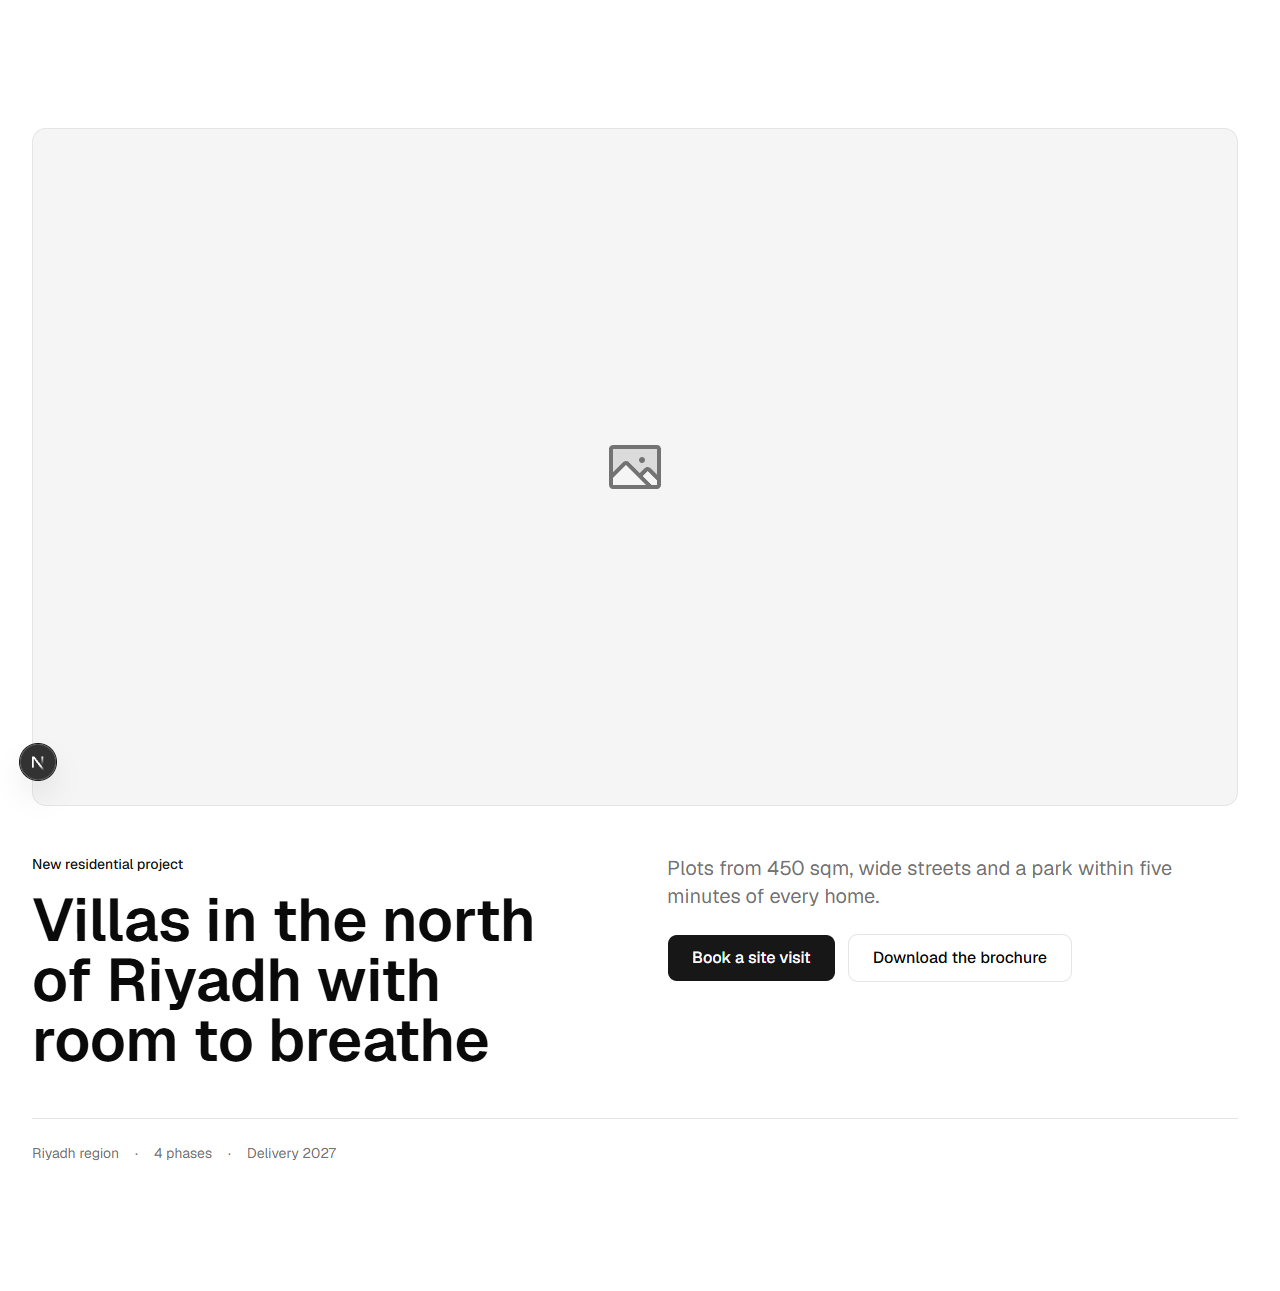 N
New residential project
Villas in the north
of Riyadh with
room to breathe
Plots from 450 sqm, wide streets and a park within five
minutes of every home.
Book a site visit
Download the brochure
Riyadh region · 4 phases · Delivery 2027